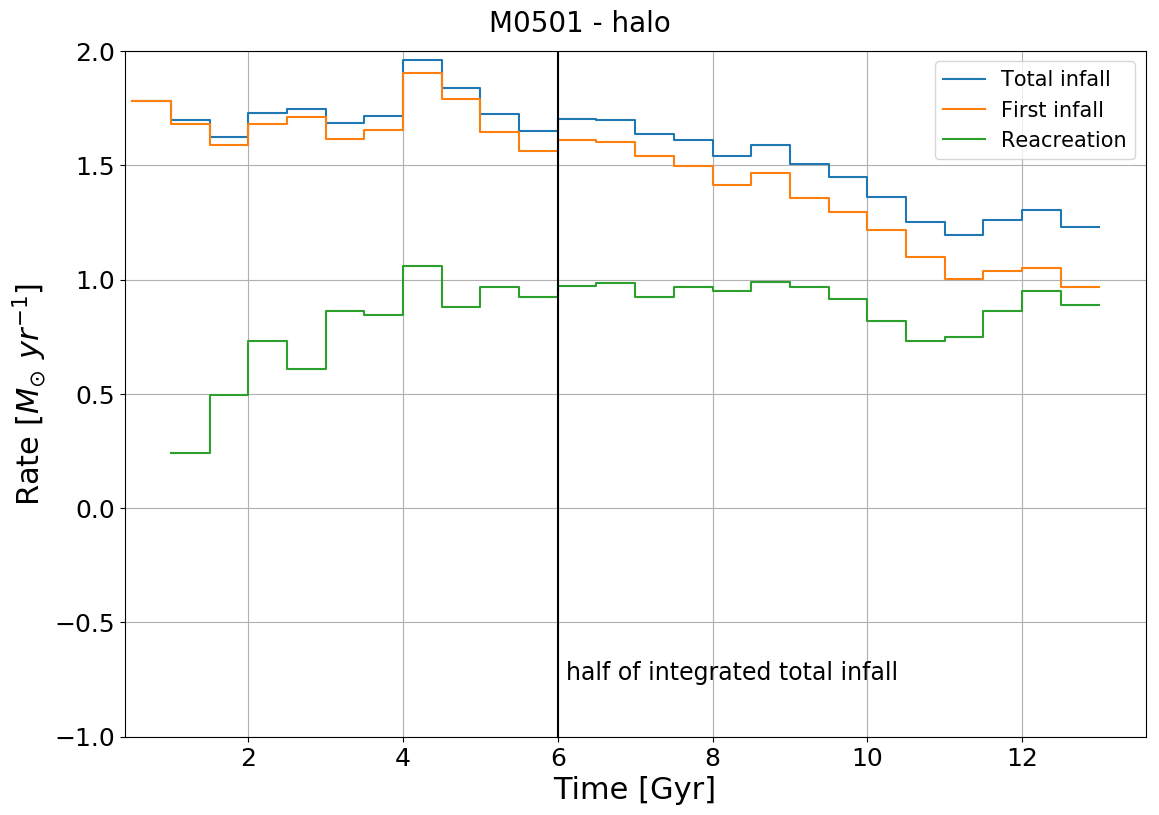 M0501 - halo
2.0
1.5
1.0
0.5
0.0
−0.5
−1.0
Rate [M⊙ yr−1]
Total infall
First infall
Reacreation
half of integrated total infall
2 4 6 8 10 12
Time [Gyr]